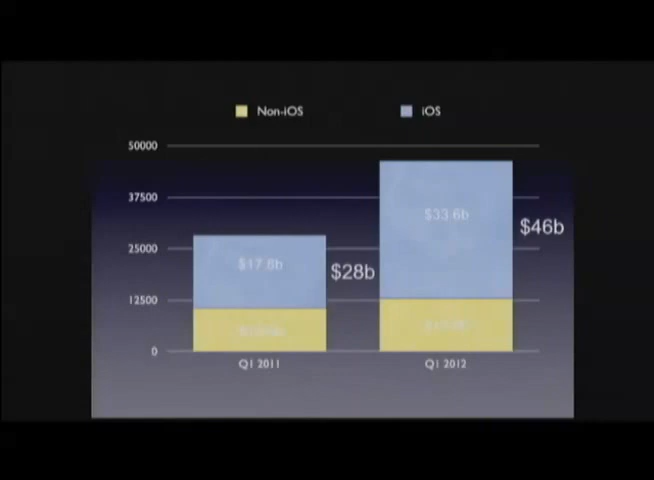 Non-iOS iOS
50000
37500
$33.6b
$46b
25000
$17.8b
$28b
12500
0
Q1 2011 Q1 2012